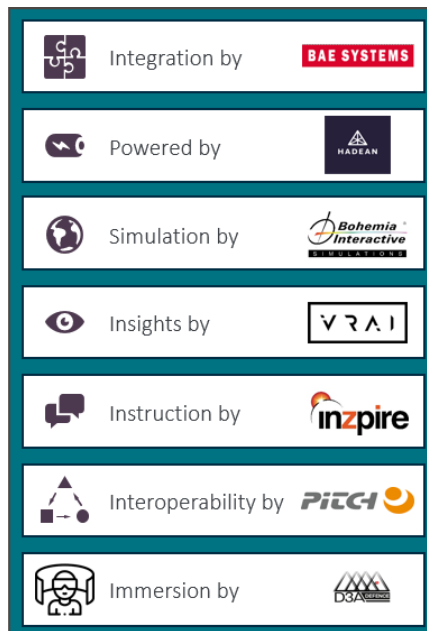 Integration by BAE SYSTEMS
Powered by HADEAN
Simulation by Bohemia Interactive SIMULATIONS
Insights by VRAI
Instruction by inzpire
Interoperability by PITCH
Immersion by D3A DEFENCE